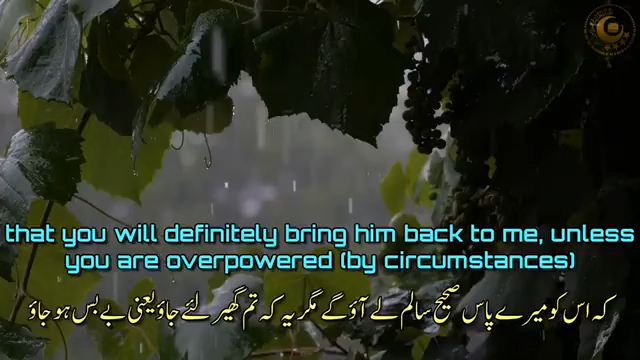 that you will definitely bring him back to me, unless
you are overpowered (by circumstances)
کہ اس کو میرے پاس صحیح سالم لے آؤ گے مگر یہ کہ تم گھیر لئے جاؤ یعنی بے بس ہو جاؤ